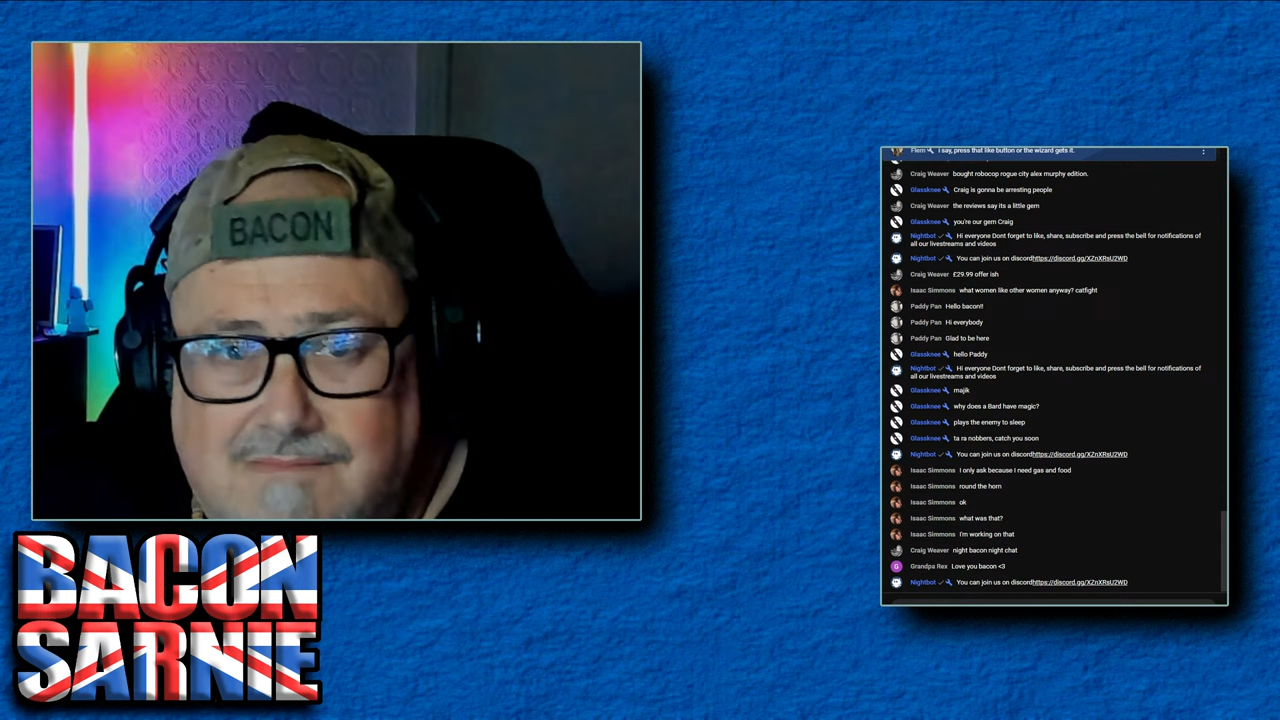 BACON
BACON
SARNIE
Flem i say, press that like button or the wizard gets it.
Craig Weaver bought robocop rogue city alex murphy edition.
Glassknee Craig is gonna be arresting people
Craig Weaver the reviews say its a little gem
Glassknee you're our gem Craig
Nightbot Hi everyone Dont forget to like, share, subscribe and press the bell for notifications of
all our livestreams and videos
Nightbot You can join us on discordhttps://discord.gg/XZnXRsU2WD
Craig Weaver £29.99 offer ish
Isaac Simmons what women like other women anyway? catfight
Paddy Pan Hello bacon!!
Paddy Pan Hi everybody
Paddy Pan Glad to be here
Glassknee hello Paddy
Nightbot Hi everyone Dont forget to like, share, subscribe and press the bell for notifications of
all our livestreams and videos
Glassknee majik
Glassknee why does a Bard have magic?
Glassknee plays the enemy to sleep
Glassknee ta ra nobbers, catch you soon
Nightbot You can join us on discordhttps://discord.gg/XZnXRsU2WD
Isaac Simmons I only ask because I need gas and food
Isaac Simmons round the horn
Isaac Simmons ok
Isaac Simmons what was that?
Isaac Simmons I'm working on that
Craig Weaver night bacon night chat
G Grandpa Rex Love you bacon <3
Nightbot You can join us on discordhttps://discord.gg/XZnXRsU2WD